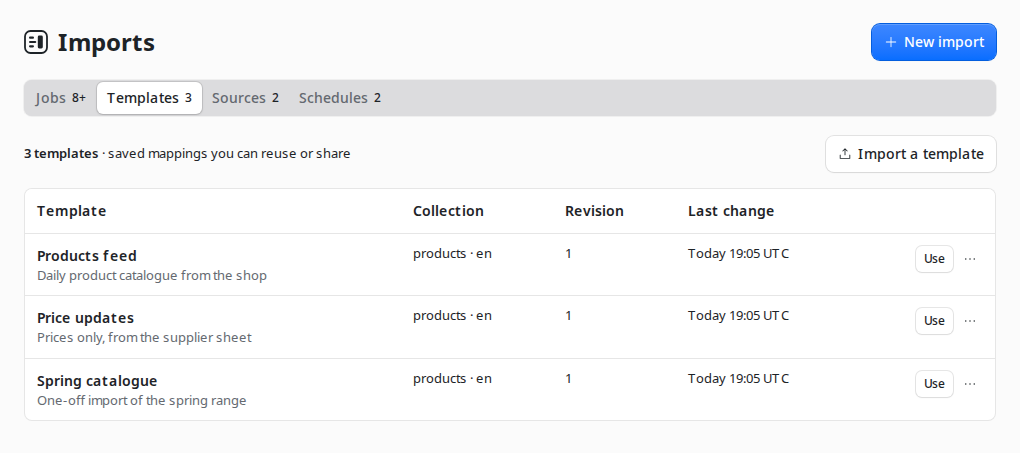 Imports
New import
Jobs 8+ Templates 3 Sources 2 Schedules 2
3 templates · saved mappings you can reuse or share
Import a template
Template Collection Revision Last change
Products feed
Daily product catalogue from the shop
products · en 1 Today 19:05 UTC Use
Price updates
Prices only, from the supplier sheet
products · en 1 Today 19:05 UTC Use
Spring catalogue
One-off import of the spring range
products · en 1 Today 19:05 UTC Use